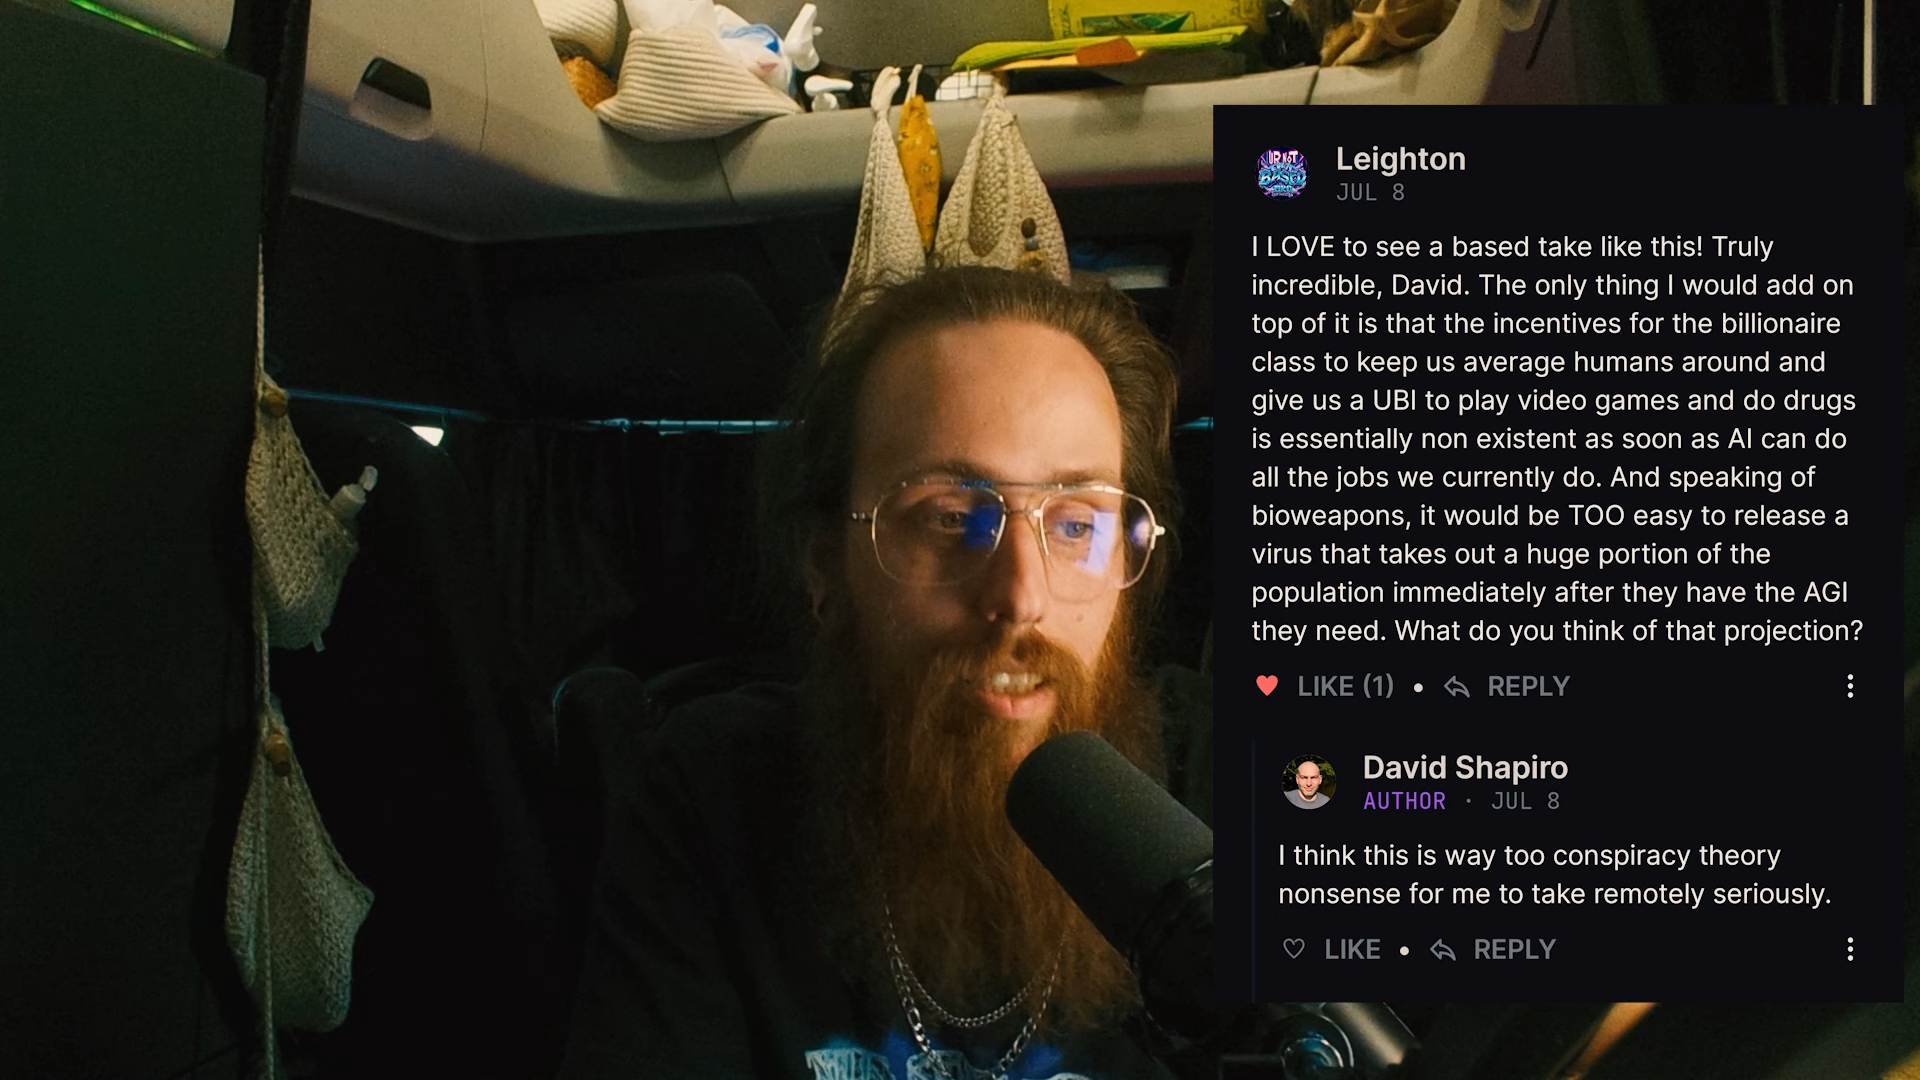 Leighton
JUL 8
I LOVE to see a based take like this! Truly
incredible, David. The only thing I would add on
top of it is that the incentives for the billionaire
class to keep us average humans around and
give us a UBI to play video games and do drugs
is essentially non existent as soon as AI can do
all the jobs we currently do. And speaking of
bioweapons, it would be TOO easy to release a
virus that takes out a huge portion of the
population immediately after they have the AGI
they need. What do you think of that projection?
LIKE (1) • REPLY
David Shapiro
AUTHOR · JUL 8
I think this is way too conspiracy theory
nonsense for me to take remotely seriously.
LIKE • REPLY